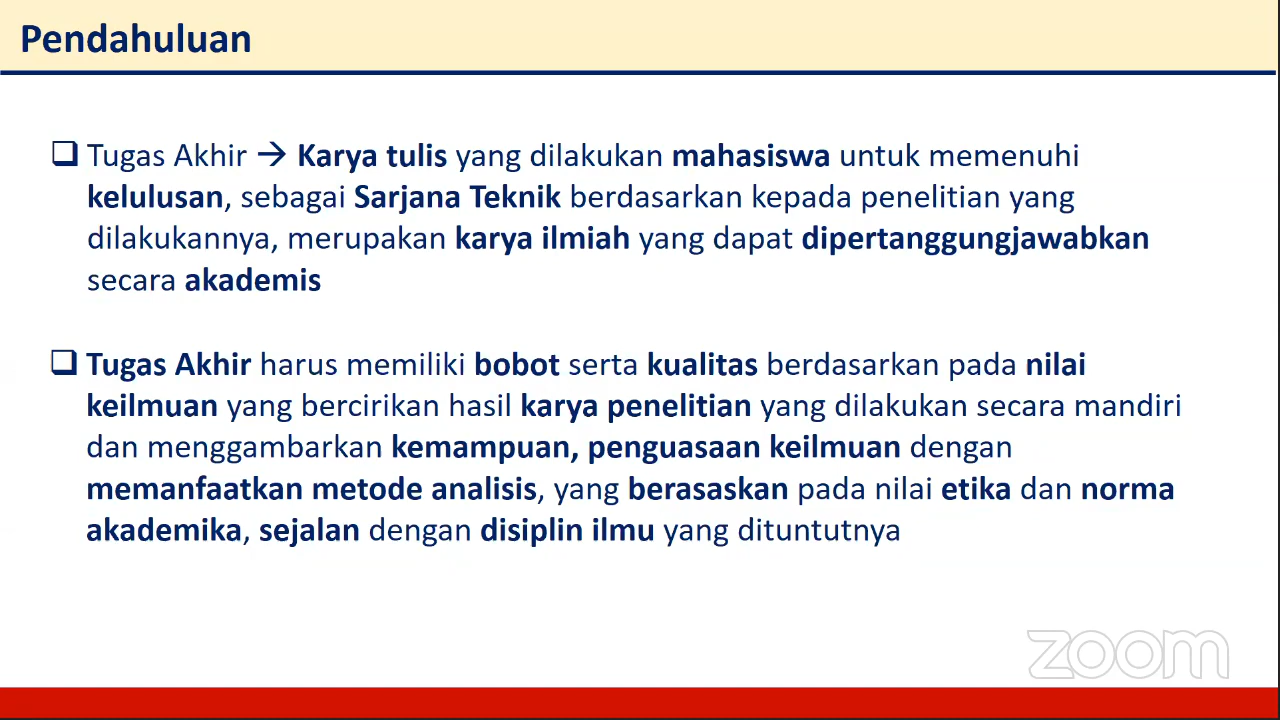 Pendahuluan
❑ Tugas Akhir → Karya tulis yang dilakukan mahasiswa untuk memenuhi
kelulusan, sebagai Sarjana Teknik berdasarkan kepada penelitian yang
dilakukannya, merupakan karya ilmiah yang dapat dipertanggungjawabkan
secara akademis
❑ Tugas Akhir harus memiliki bobot serta kualitas berdasarkan pada nilai
keilmuan yang bercirikan hasil karya penelitian yang dilakukan secara mandiri
dan menggambarkan kemampuan, penguasaan keilmuan dengan
memanfaatkan metode analisis, yang berasaskan pada nilai etika dan norma
akademika, sejalan dengan disiplin ilmu yang dituntutnya
zoom